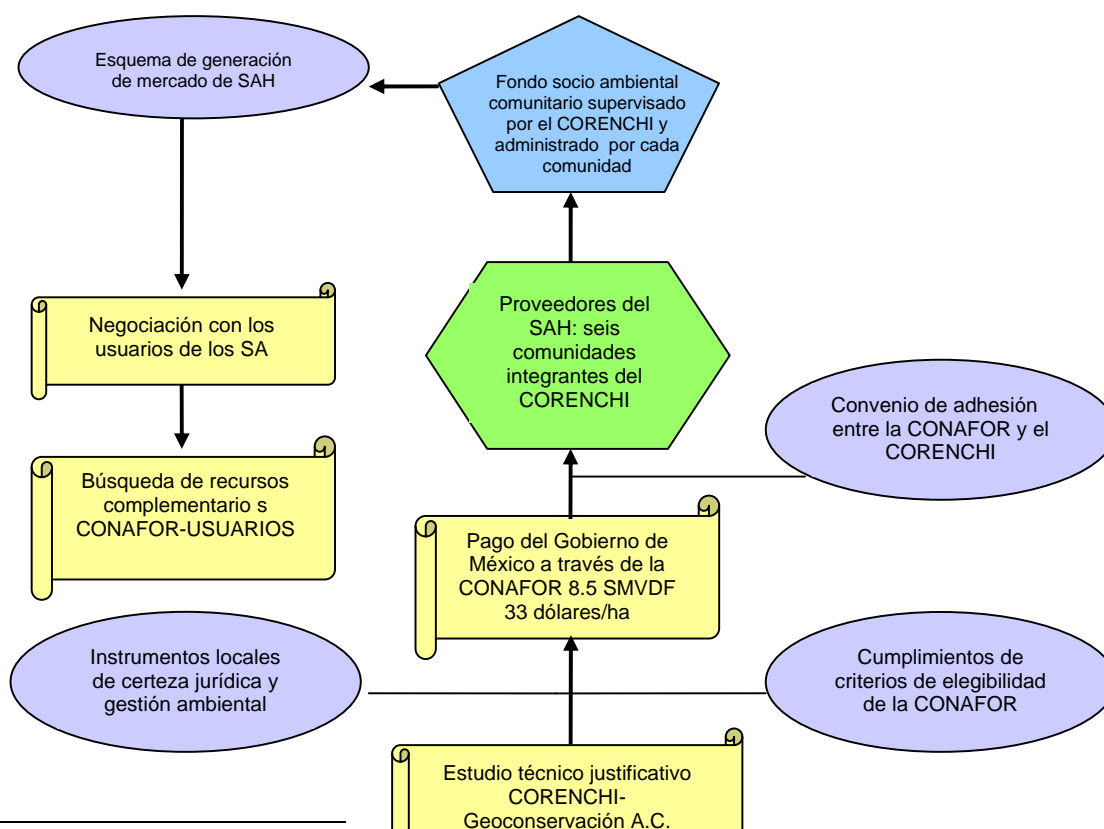 Esquema de generación
de mercado de SAH
Fondo socio ambiental
comunitario supervisado
por el CORENCHI y
administrado por cada
comunidad
Negociación con los
usuarios de los SA
Proveedores del
SAH: seis
comunidades
integrantes del
CORENCHI
Convenio de adhesión
entre la CONAFOR y el
CORENCHI
Búsqueda de recursos
complementario s
CONAFOR-USUARIOS
Pago del Gobierno de
México a través de la
CONAFOR 8.5 SMVDF
33 dólares/ha
Instrumentos locales
de certeza jurídica y
gestión ambiental
Cumplimientos de
criterios de elegibilidad
de la CONAFOR
Estudio técnico justificativo
CORENCHI-
Geoconservación A.C.